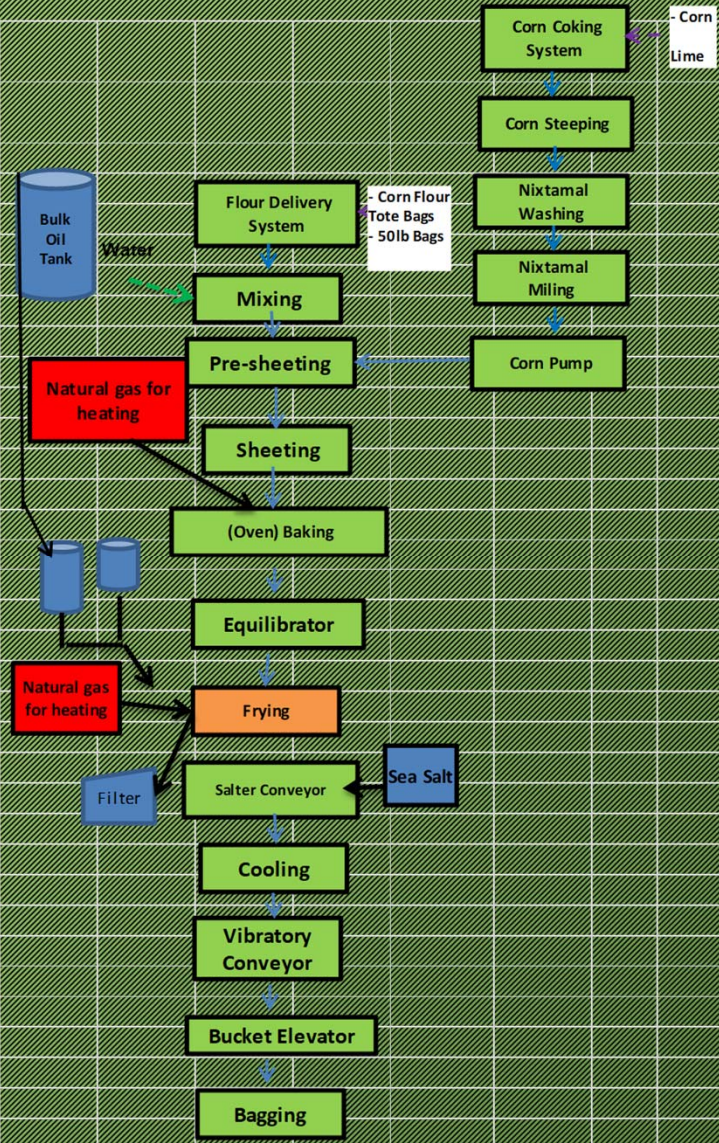 Corn Coking
System
- Corn
Lime
Corn Steeping
Nixtamal
Washing
Nixtamal
Miling
Corn Pump
Bulk
Oil
Tank
Water
Flour Delivery
System
- Corn Flour
Tote Bags
- 50lb Bags
Mixing
Pre-sheeting
Natural gas for
heating
Sheeting
(Oven) Baking
Equilibrator
Natural gas
for heating
Frying
Filter
Salter Conveyor
Sea Salt
Cooling
Vibratory
Conveyor
Bucket Elevator
Bagging